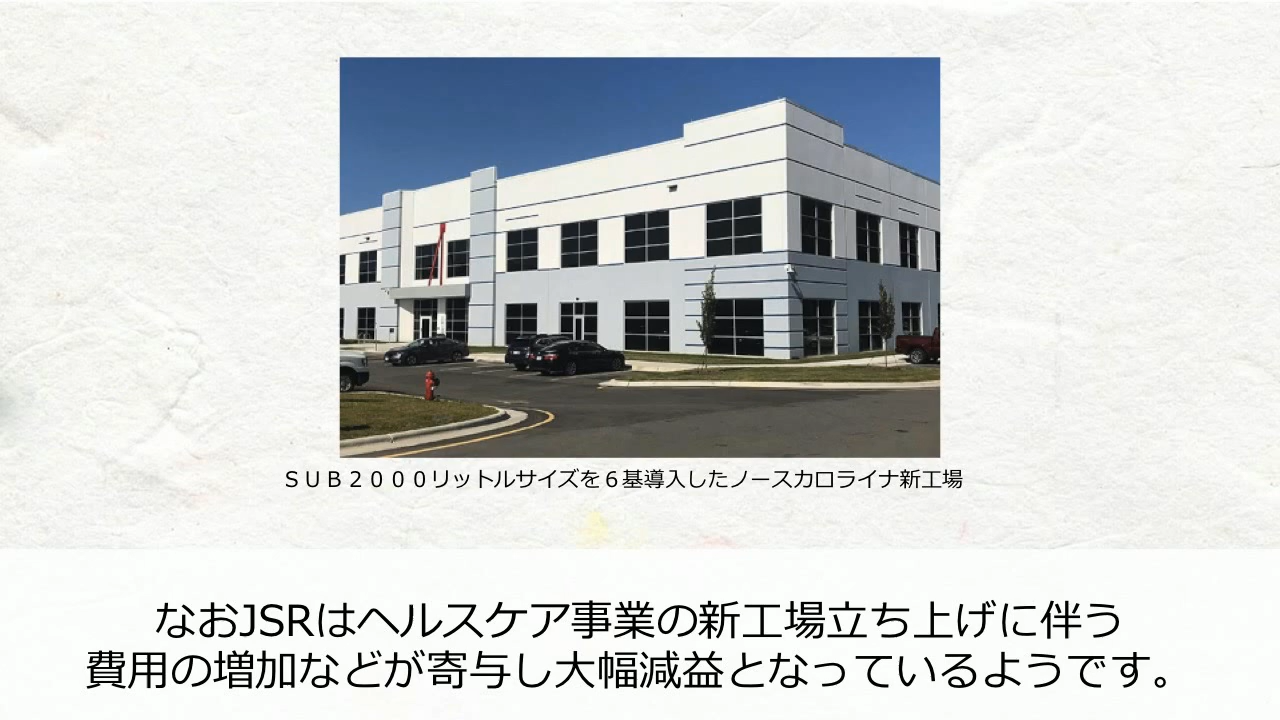 ＳＵＢ２０００リットルサイズを６基導入したノースカロライナ新工場
なおJSRはヘルスケア事業の新工場立ち上げに伴う
費用の増加などが寄与し大幅減益となっているようです。